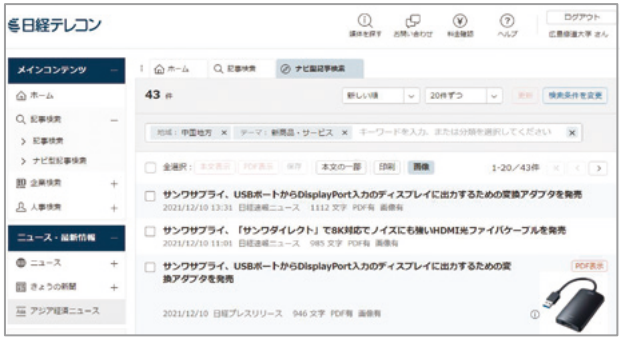 日経テレコン
媒体を探す
お問い合わせ
料金確認
ヘルプ
ログアウト
広島修道大学 さん
メインコンテンツ
ホーム
記事検索
ナビ型記事検索
ホーム
43 件
新しい順
20件ずつ
更新
検索条件を変更
記事検索
記事検索
ナビ型記事検索
企業検索
人事検索
地域：中国地方 ×
テーマ：新商品・サービス ×
キーワードを入力、または分類を選択してください
×
全選択：
本文表示
PDF表示
保存
本文の一部
印刷
画像
1-20／43件
サンワサプライ、USBポートからDisplayPort入力のディスプレイに出力するための変換アダプタを発売
2021/12/10 13:31 日経速報ニュース 1112 文字 PDF有 画像有
サンワサプライ、「サンワダイレクト」で8K対応でノイズにも強いHDMI光ファイバケーブルを発売
2021/12/10 11:01 日経速報ニュース 985 文字 PDF有 画像有
サンワサプライ、USBポートからDisplayPort入力のディスプレイに出力するための変
換アダプタを発売
PDF表示
2021/12/10 日経プレスリリース 946 文字 PDF有 画像有
ニュース・最新情報
ニュース
きょうの新聞
アジア経済ニュース